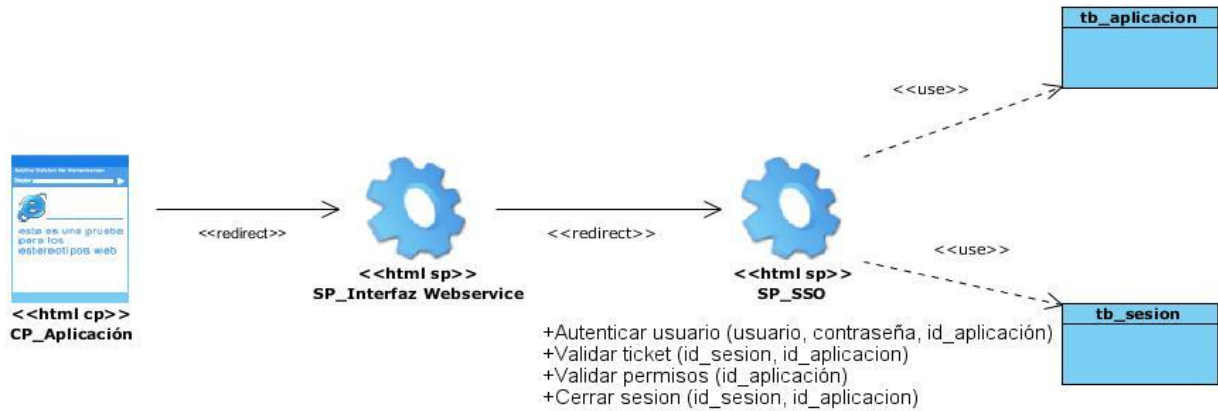 tb_aplicacion
<<use>>
este es una prueba
para los
estereotipos web
<<redirect>>
<<redirect>>
<<html cp>>
CP_Aplicación
<<html sp>>
SP_Interfaz Webservice
<<html sp>>
SP_SSO
<<use>>
tb_sesion
+Autenticar usuario (usuario, contraseña, id_aplicación)
+Validar ticket (id_sesion, id_aplicacion)
+Validar permisos (id_aplicación)
+Cerrar sesion (id_sesion, id_aplicacion)